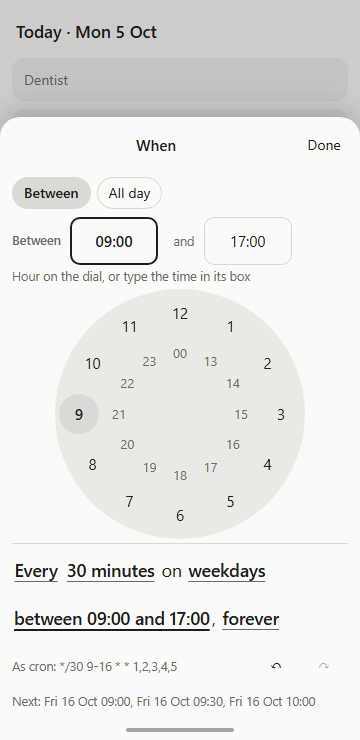 Today · Mon 5 Oct
Dentist
When
Done
Between
All day
Between
09:00
and
17:00
Hour on the dial, or type the time in its box
12
11
1
00
23
13
10
2
22
14
9
21
15
3
20
16
8
4
19
17
18
7
5
6
Every 30 minutes on weekdays
between 09:00 and 17:00, forever
As cron: */30 9-16 * * 1,2,3,4,5
Next: Fri 16 Oct 09:00, Fri 16 Oct 09:30, Fri 16 Oct 10:00